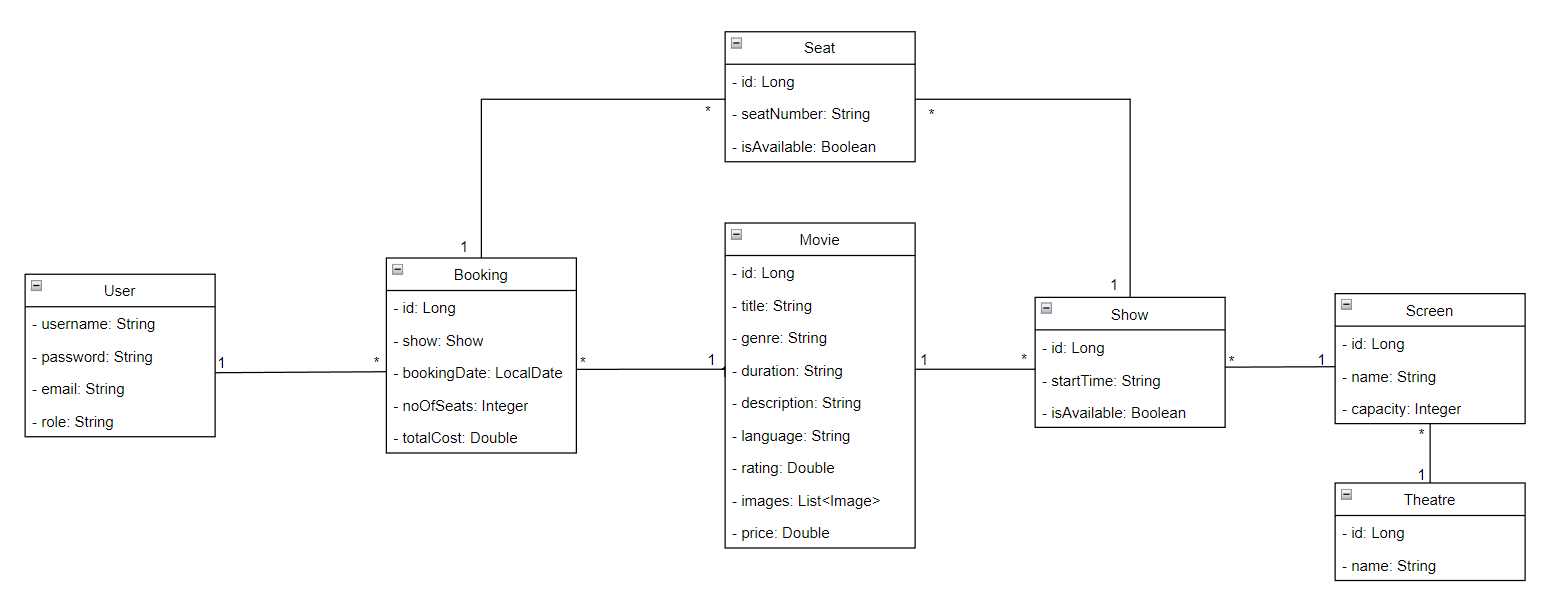 Seat
- id: Long
- seatNumber: String
- isAvailable: Boolean
*
*
1
1
User
- username: String
- password: String
- email: String
- role: String
1
*
Booking
- id: Long
- show: Show
- bookingDate: LocalDate
- noOfSeats: Integer
- totalCost: Double
*
1
1
Movie
- id: Long
- title: String
- genre: String
- duration: String
- description: String
- language: String
- rating: Double
- images: List<Image>
- price: Double
1
*
Show
- id: Long
- startTime: String
- isAvailable: Boolean
*
1
Screen
- id: Long
- name: String
- capacity: Integer
*
1
Theatre
- id: Long
- name: String